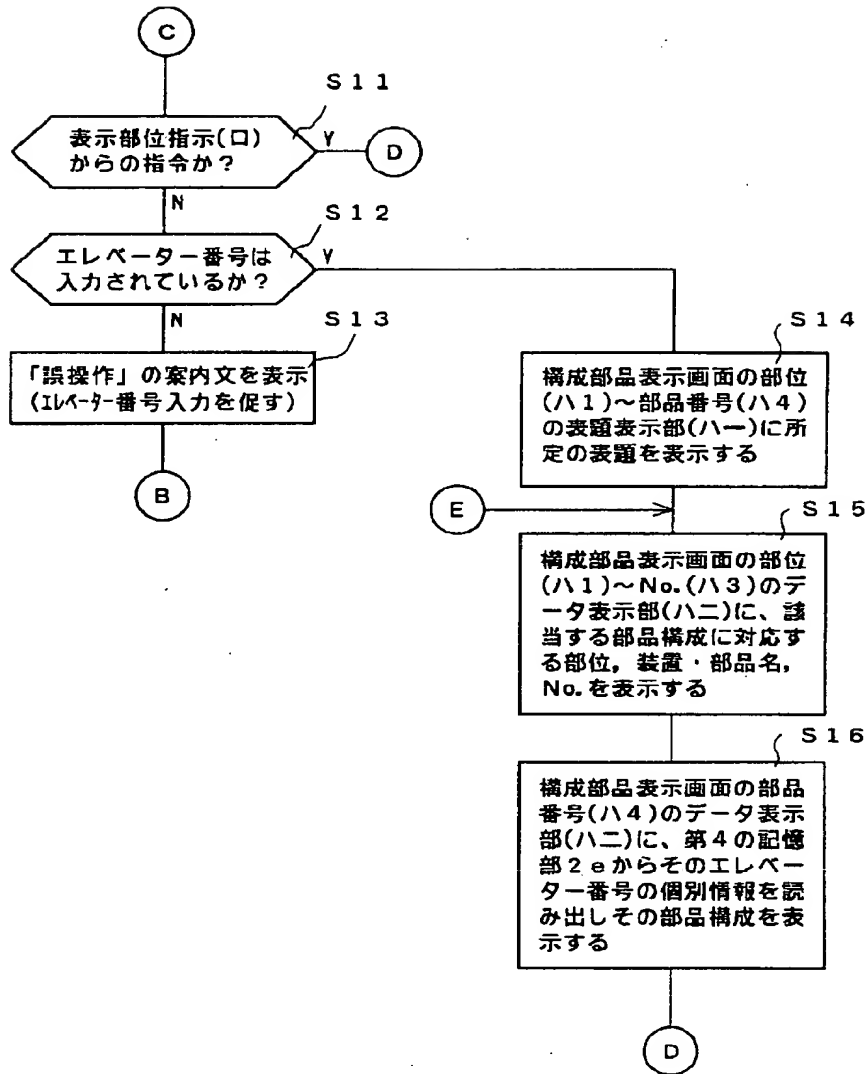 C
S11
表示部位指示(ロ)
からの指令か？
Y
D
N
S12
エレベーター番号は
入力されているか？
Y
N
S13
「誤操作」の案内文を表示
(エレベーター番号入力を促す)
B
S14
構成部品表示画面の部位
(ハ1)～部品番号(ハ4)
の表題表示部(ハ一)に所
定の表題を表示する
E
S15
構成部品表示画面の部位
(ハ1)～No.(ハ3)のデ
ータ表示部(ハ二)に、該
当する部品構成に対応す
る部位，装置・部品名，
No.を表示する
S16
構成部品表示画面の部品
番号(ハ4)のデータ表示
部(ハ二)に、第4の記憶
部2eからそのエレベー
ター番号の個別情報を読
み出しその部品構成を表
示する
D